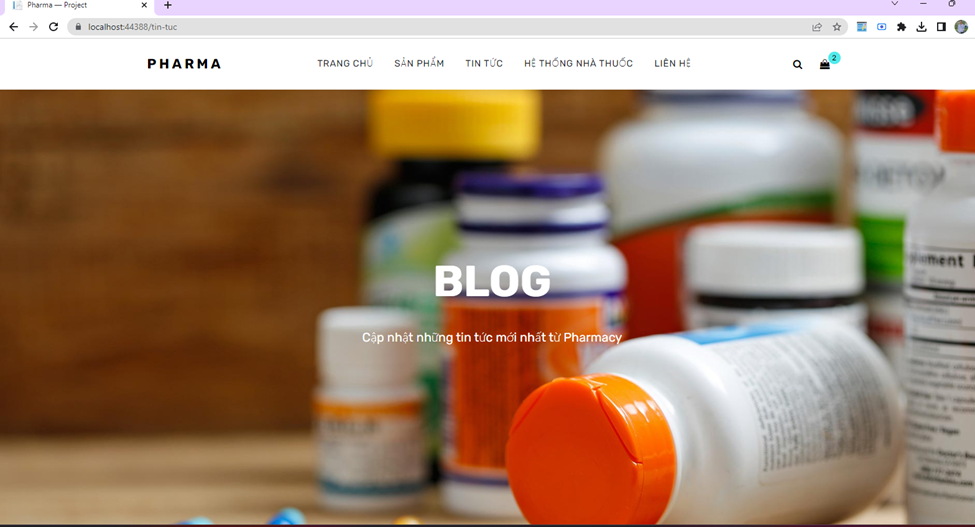 Pharma — Project
localhost:44388/tin-tuc
PHARMA
TRANG CHỦ SẢN PHẨM TIN TỨC HỆ THỐNG NHÀ THUỐC LIÊN HỆ
2
BLOG
Cập nhật những tin tức mới nhất từ Pharmacy